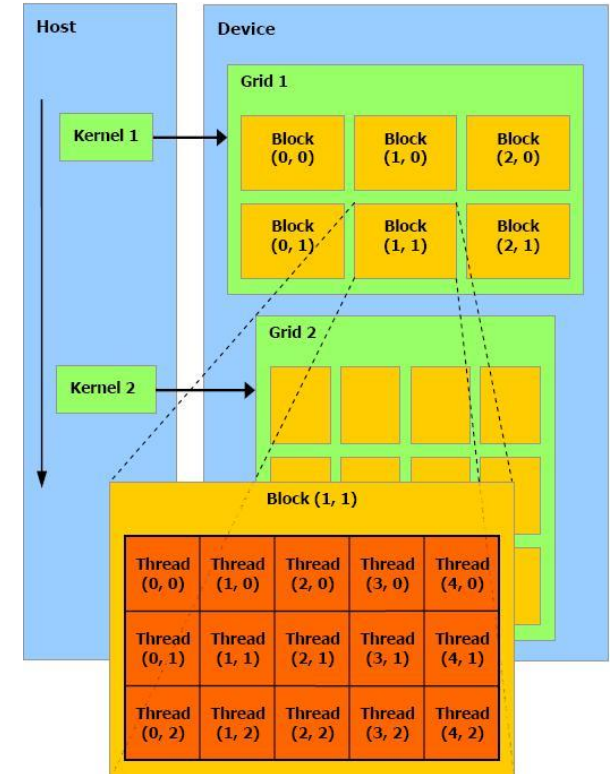 Host
Device
Grid 1
Kernel 1
Block
(0, 0)
Block
(1, 0)
Block
(2, 0)
Block
(0, 1)
Block
(1, 1)
Block
(2, 1)
Grid 2
Kernel 2
Block (1, 1)
Thread
(0, 0)
Thread
(1, 0)
Thread
(2, 0)
Thread
(3, 0)
Thread
(4, 0)
Thread
(0, 1)
Thread
(1, 1)
Thread
(2, 1)
Thread
(3, 1)
Thread
(4, 1)
Thread
(0, 2)
Thread
(1, 2)
Thread
(2, 2)
Thread
(3, 2)
Thread
(4, 2)